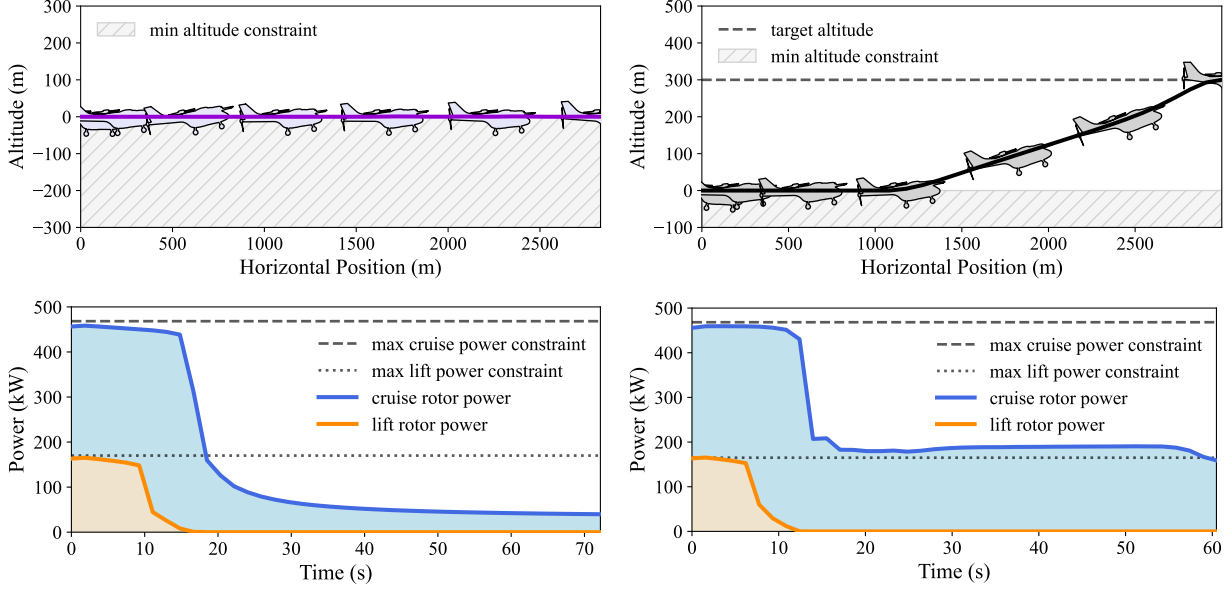 300
200
100
0
−100
−200
−300
Altitude (m)
min altitude constraint
0
500
1000
1500
2000
2500
Horizontal Position (m)
500
400
300
200
100
0
−100
Altitude (m)
target altitude
min altitude constraint
0
500
1000
1500
2000
2500
Horizontal Position (m)
500
400
300
200
100
0
Power (kW)
max cruise power constraint
max lift power constraint
cruise rotor power
lift rotor power
0
10
20
30
40
50
60
70
Time (s)
500
400
300
200
100
0
Power (kW)
max cruise power constraint
max lift power constraint
cruise rotor power
lift rotor power
0
10
20
30
40
50
60
Time (s)